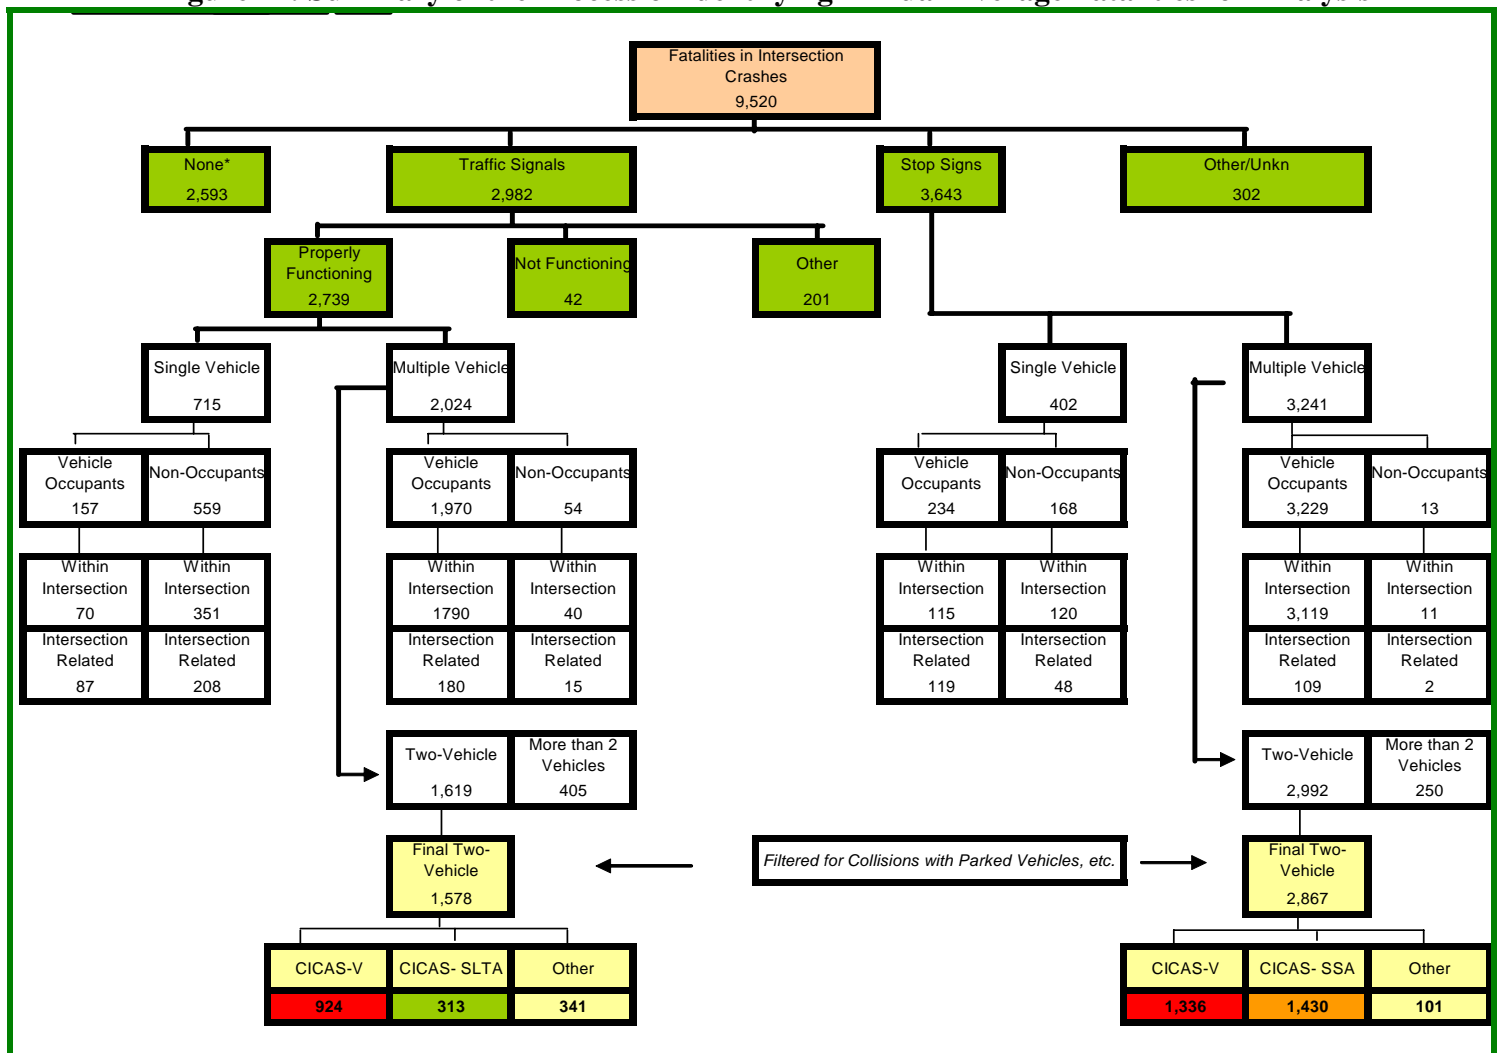 Fatalities in Intersection
Crashes
9,520
None*
2,593
Traffic Signals
2,982
Stop Signs
3,643
Other/Unkn
302
Properly
Functioning
2,739
Not Functioning
42
Other
201
Single Vehicle
715
Multiple Vehicle
2,024
Single Vehicle
402
Multiple Vehicle
3,241
Vehicle
Occupants
157
Non-Occupants
559
Vehicle
Occupants
1,970
Non-Occupants
54
Vehicle
Occupants
234
Non-Occupants
168
Vehicle
Occupants
3,229
Non-Occupants
13
Within
Intersection
70
Within
Intersection
351
Within
Intersection
1790
Within
Intersection
40
Within
Intersection
115
Within
Intersection
120
Within
Intersection
3,119
Within
Intersection
11
Intersection
Related
87
Intersection
Related
208
Intersection
Related
180
Intersection
Related
15
Intersection
Related
119
Intersection
Related
48
Intersection
Related
109
Intersection
Related
2
Two-Vehicle
1,619
More than 2
Vehicles
405
Two-Vehicle
2,992
More than 2
Vehicles
250
Final Two-
Vehicle
1,578
Filtered for Collisions with Parked Vehicles, etc.
Final Two-
Vehicle
2,867
CICAS-V
924
CICAS- SLTA
313
Other
341
CICAS-V
1,336
CICAS- SSA
1,430
Other
101